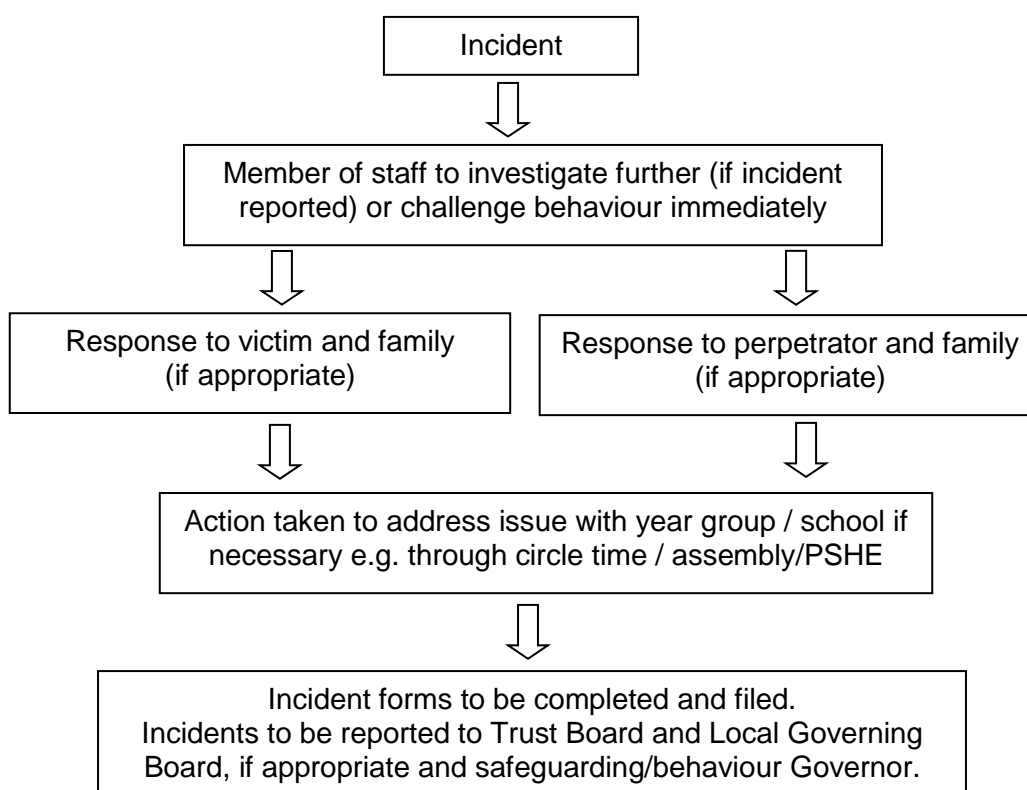 Incident
Member of staff to investigate further (if incident
reported) or challenge behaviour immediately
Response to victim and family
(if appropriate)
Response to perpetrator and family
(if appropriate)
Action taken to address issue with year group / school if
necessary e.g. through circle time / assembly/PSHE
Incident forms to be completed and filed.
Incidents to be reported to Trust Board and Local Governing
Board, if appropriate and safeguarding/behaviour Governor.